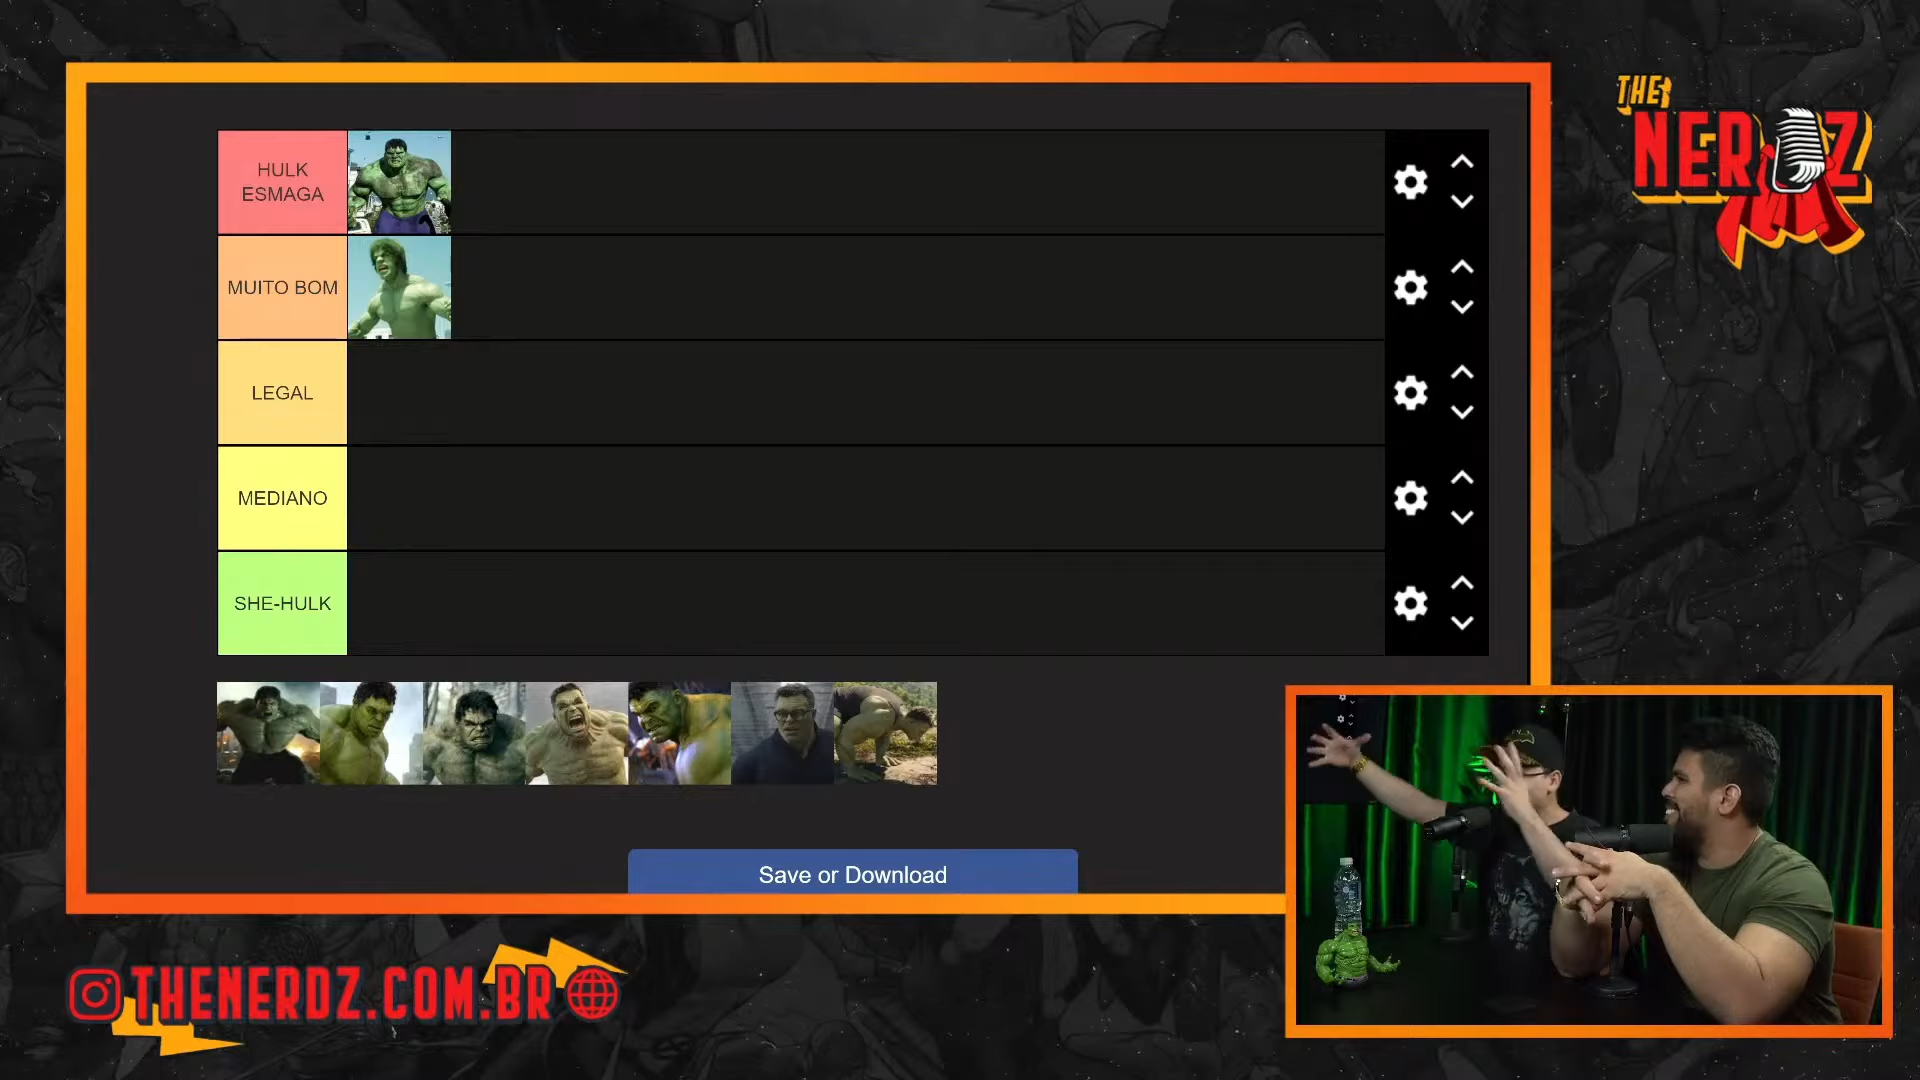 THE
NERDZ
HULK
ESMAGA
MUITO BOM
LEGAL
MEDIANO
SHE-HULK
Save or Download
THENERDZ.COM.BR